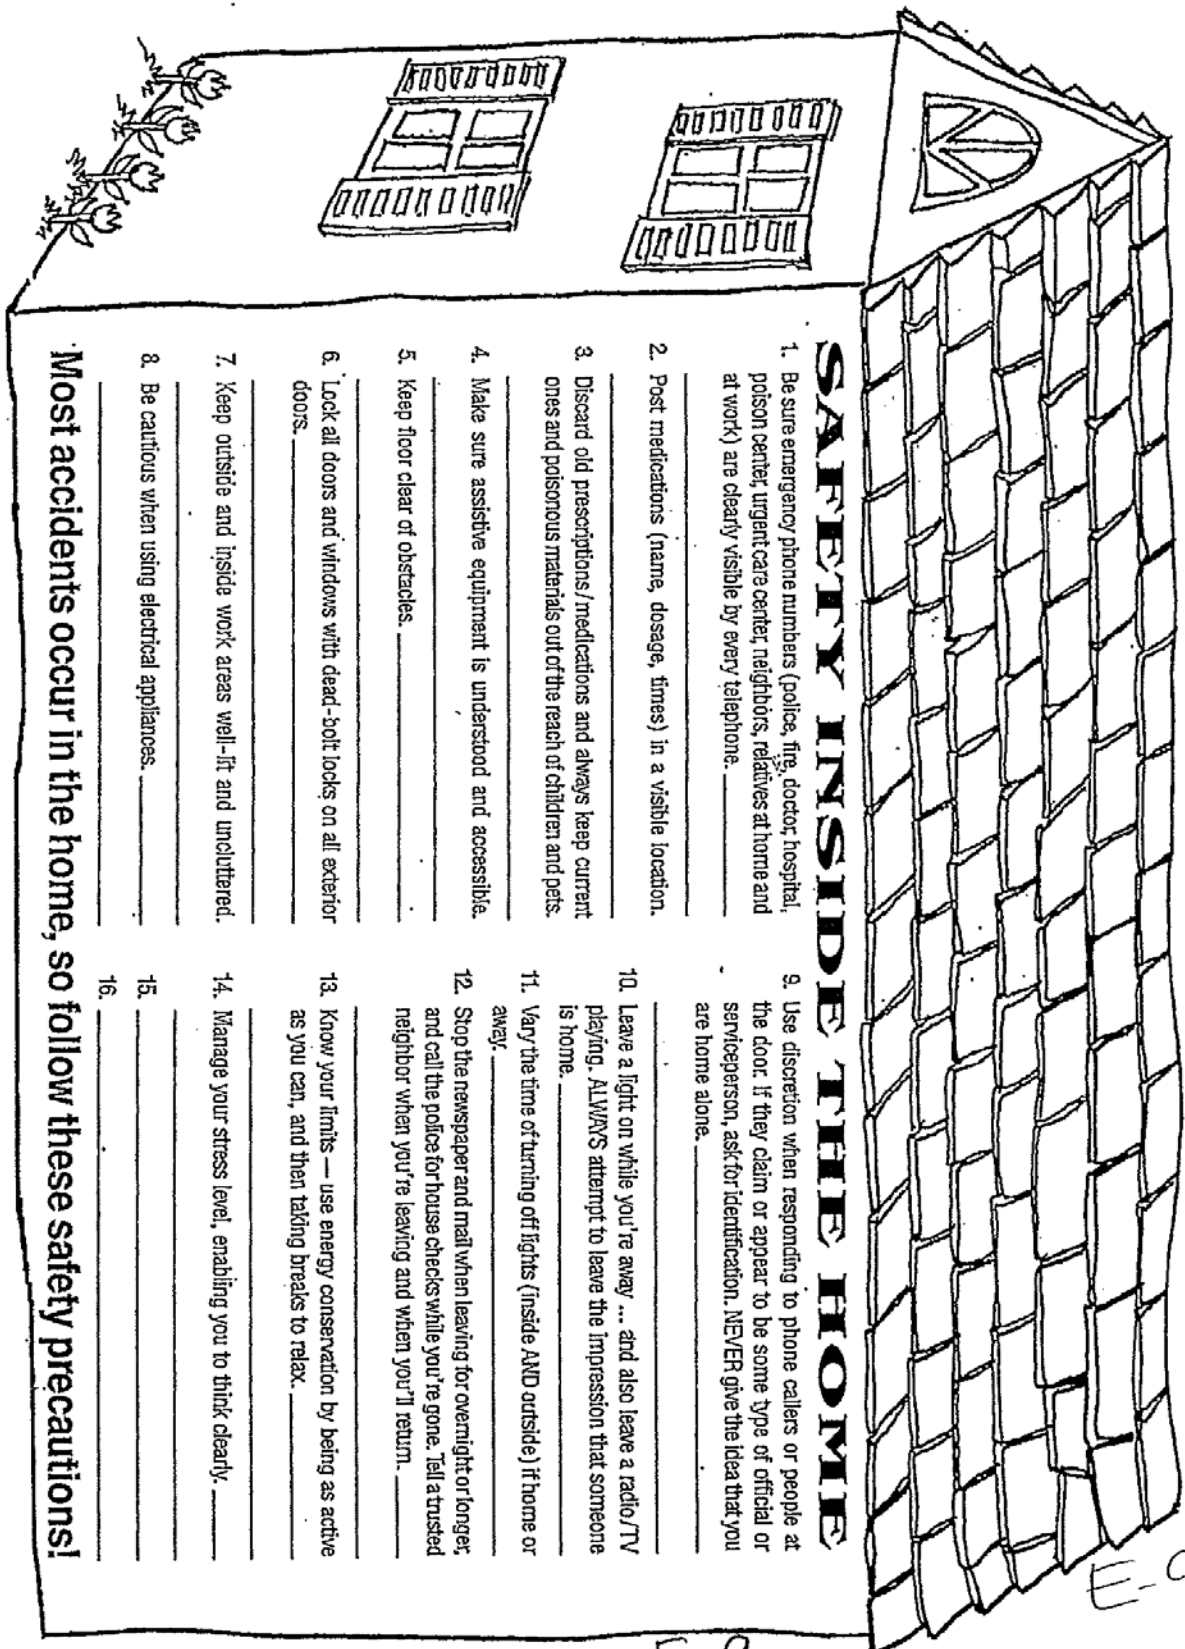 SAFETY INSIDE THE HOME
1. Be sure emergency phone numbers (police, fire, doctor, hospital,
poison center, urgent care center, neighbors, relatives at home and
at work) are clearly visible by every telephone.
2. Post medications (name, dosage, times) in a visible location.
3. Discard old prescriptions/medications and always keep current
ones and poisonous materials out of the reach of children and pets.
4. Make sure assistive equipment is understood and accessible.
5. Keep floor clear of obstacles.
6. Lock all doors and windows with dead-bolt locks on all exterior
doors.
7. Keep outside and inside work areas well-lit and uncluttered.
8. Be cautious when using electrical appliances.
9. Use discretion when responding to phone callers or people at
the door. If they claim or appear to be some type of official or
serviceperson, ask for identification. NEVER give the idea that you
are home alone.
10. Leave a light on while you're away ... and also leave a radio/TV
playing. ALWAYS attempt to leave the impression that someone
is home.
11. Vary the time of turning off lights (inside AND outside) if home or
away.
12. Stop the newspaper and mail when leaving for overnight or longer,
and call the police for house checks while you're gone. Tell a trusted
neighbor when you're leaving and when you'll return.
13. Know your limits — use energy conservation by being as active
as you can, and then taking breaks to relax.
14. Manage your stress level, enabling you to think clearly.
15.
16.
Most accidents occur in the home, so follow these safety precautions!